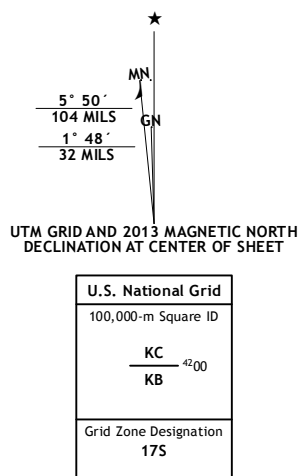 ★
MN
GN
5° 50´
104 MILS
1° 48´
32 MILS
UTM GRID AND 2013 MAGNETIC NORTH
DECLINATION AT CENTER OF SHEET
U.S. National Grid
100,000-m Square ID
KC
4200
KB
Grid Zone Designation
17S